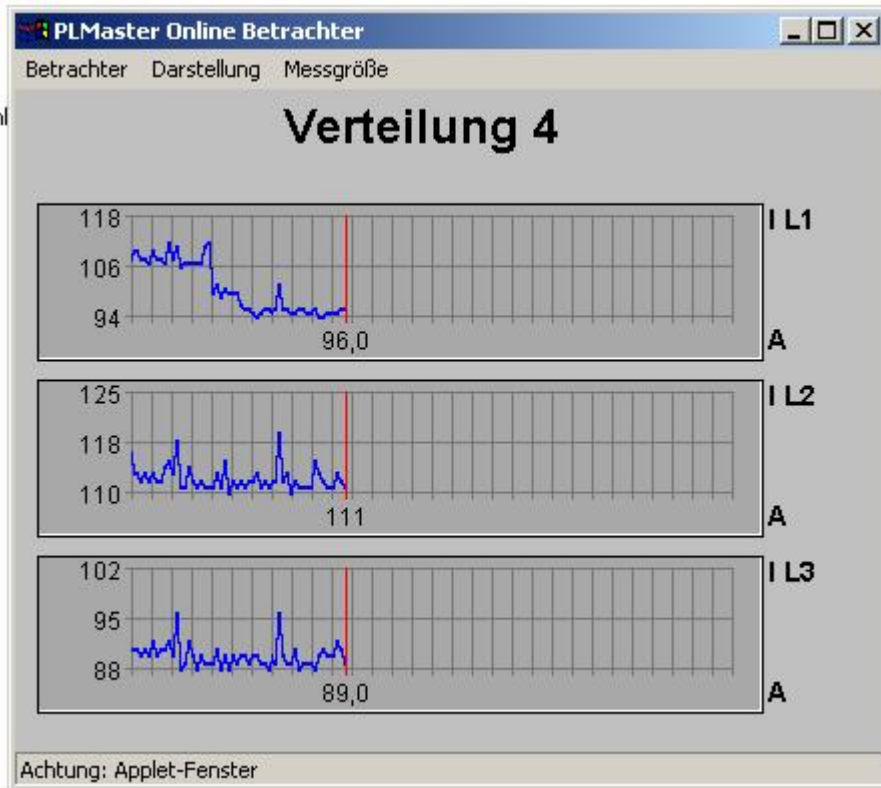 PLMaster Online Betrachter
Betrachter Darstellung Messgröße
Verteilung 4
118
106
94
96,0
I L1
A
125
118
110
111
I L2
A
102
95
88
89,0
I L3
A
Achtung: Applet-Fenster